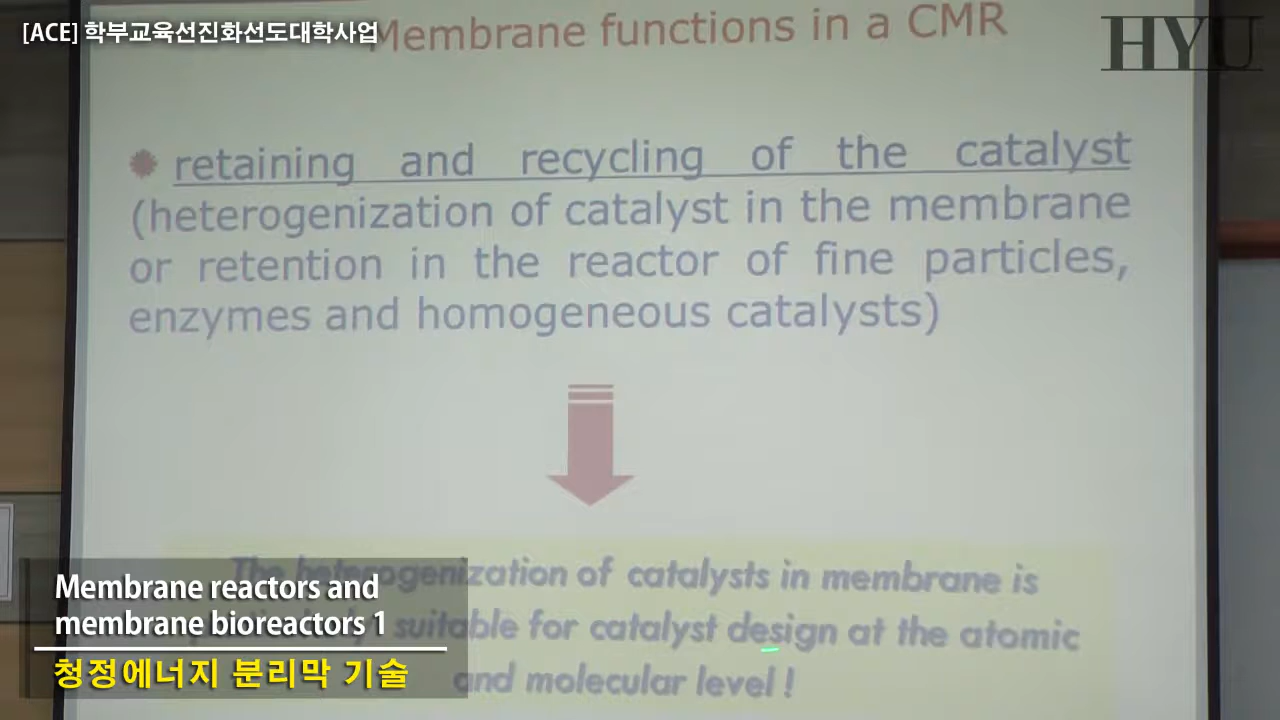 [ACE] 학부교육선진화선도대학사업
Membrane functions in a CMR
HYU
retaining and recycling of the catalyst
(heterogenization of catalyst in the membrane
or retention in the reactor of fine particles,
enzymes and homogeneous catalysts)
The heterogenization of catalysts in membrane is
suitable for catalyst design at the atomic
and molecular level !
Membrane reactors and
membrane bioreactors 1
청정에너지 분리막 기술